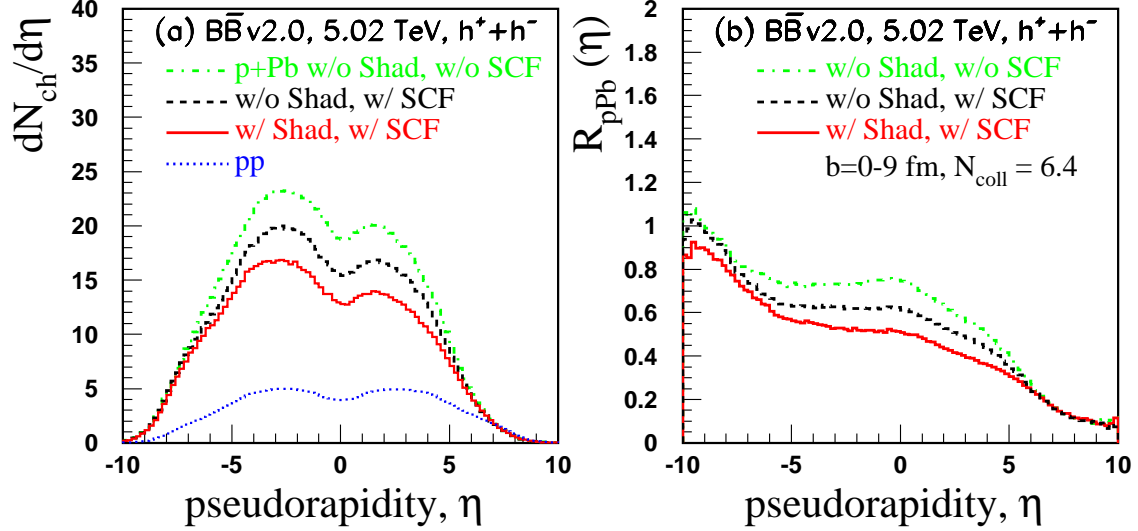 (a) BB̄ v2.0, 5.02 TeV, h⁺+h⁻
p+Pb w/o Shad, w/o SCF
w/o Shad, w/ SCF
w/ Shad, w/ SCF
pp
dN_ch/dη
40
35
30
25
20
15
10
5
0
-10 -5 0 5 10
pseudorapidity, η
(b) BB̄ v2.0, 5.02 TeV, h⁺+h⁻
w/o Shad, w/o SCF
w/o Shad, w/ SCF
w/ Shad, w/ SCF
b=0-9 fm, N_coll = 6.4
R_pPb (η)
2
1.8
1.6
1.4
1.2
1
0.8
0.6
0.4
0.2
0
-10 -5 0 5 10
pseudorapidity, η